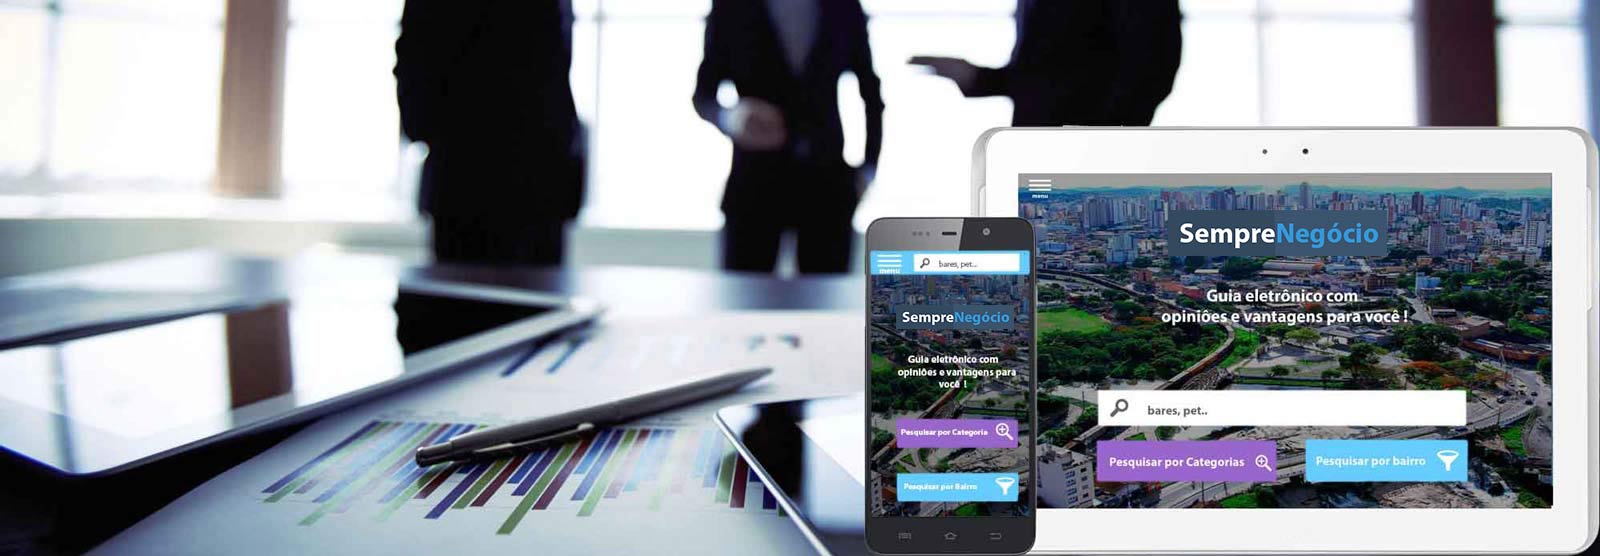 menu
bares, pet...
SempreNegócio
Guia eletrônico com
opiniões e vantagens para
você !
Pesquisar por Categoria
Pesquisar por Bairro
menu
SempreNegócio
Guia eletrônico com
opiniões e vantagens para você !
bares, pet..
Pesquisar por Categorias
Pesquisar por bairro